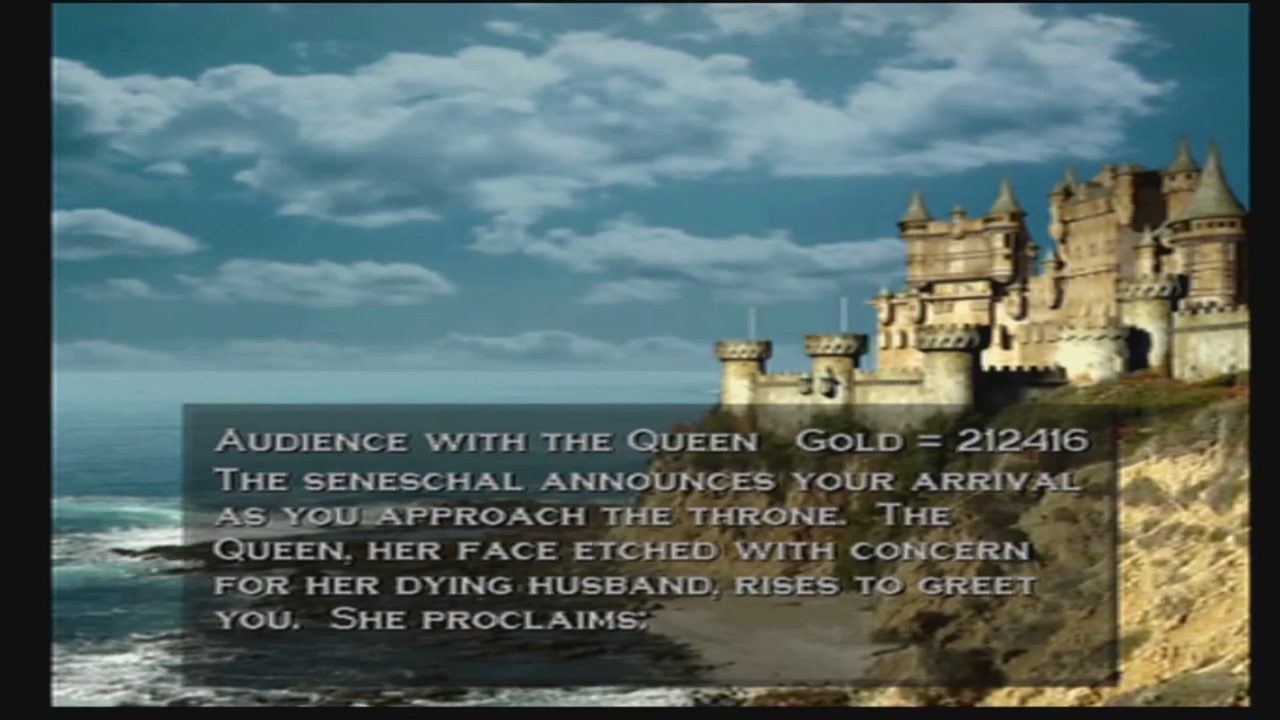 Audience with the Queen Gold = 212416
The seneschal announces your arrival
as you approach the throne. The
Queen, her face etched with concern
for her dying husband, rises to greet
you. She proclaims: